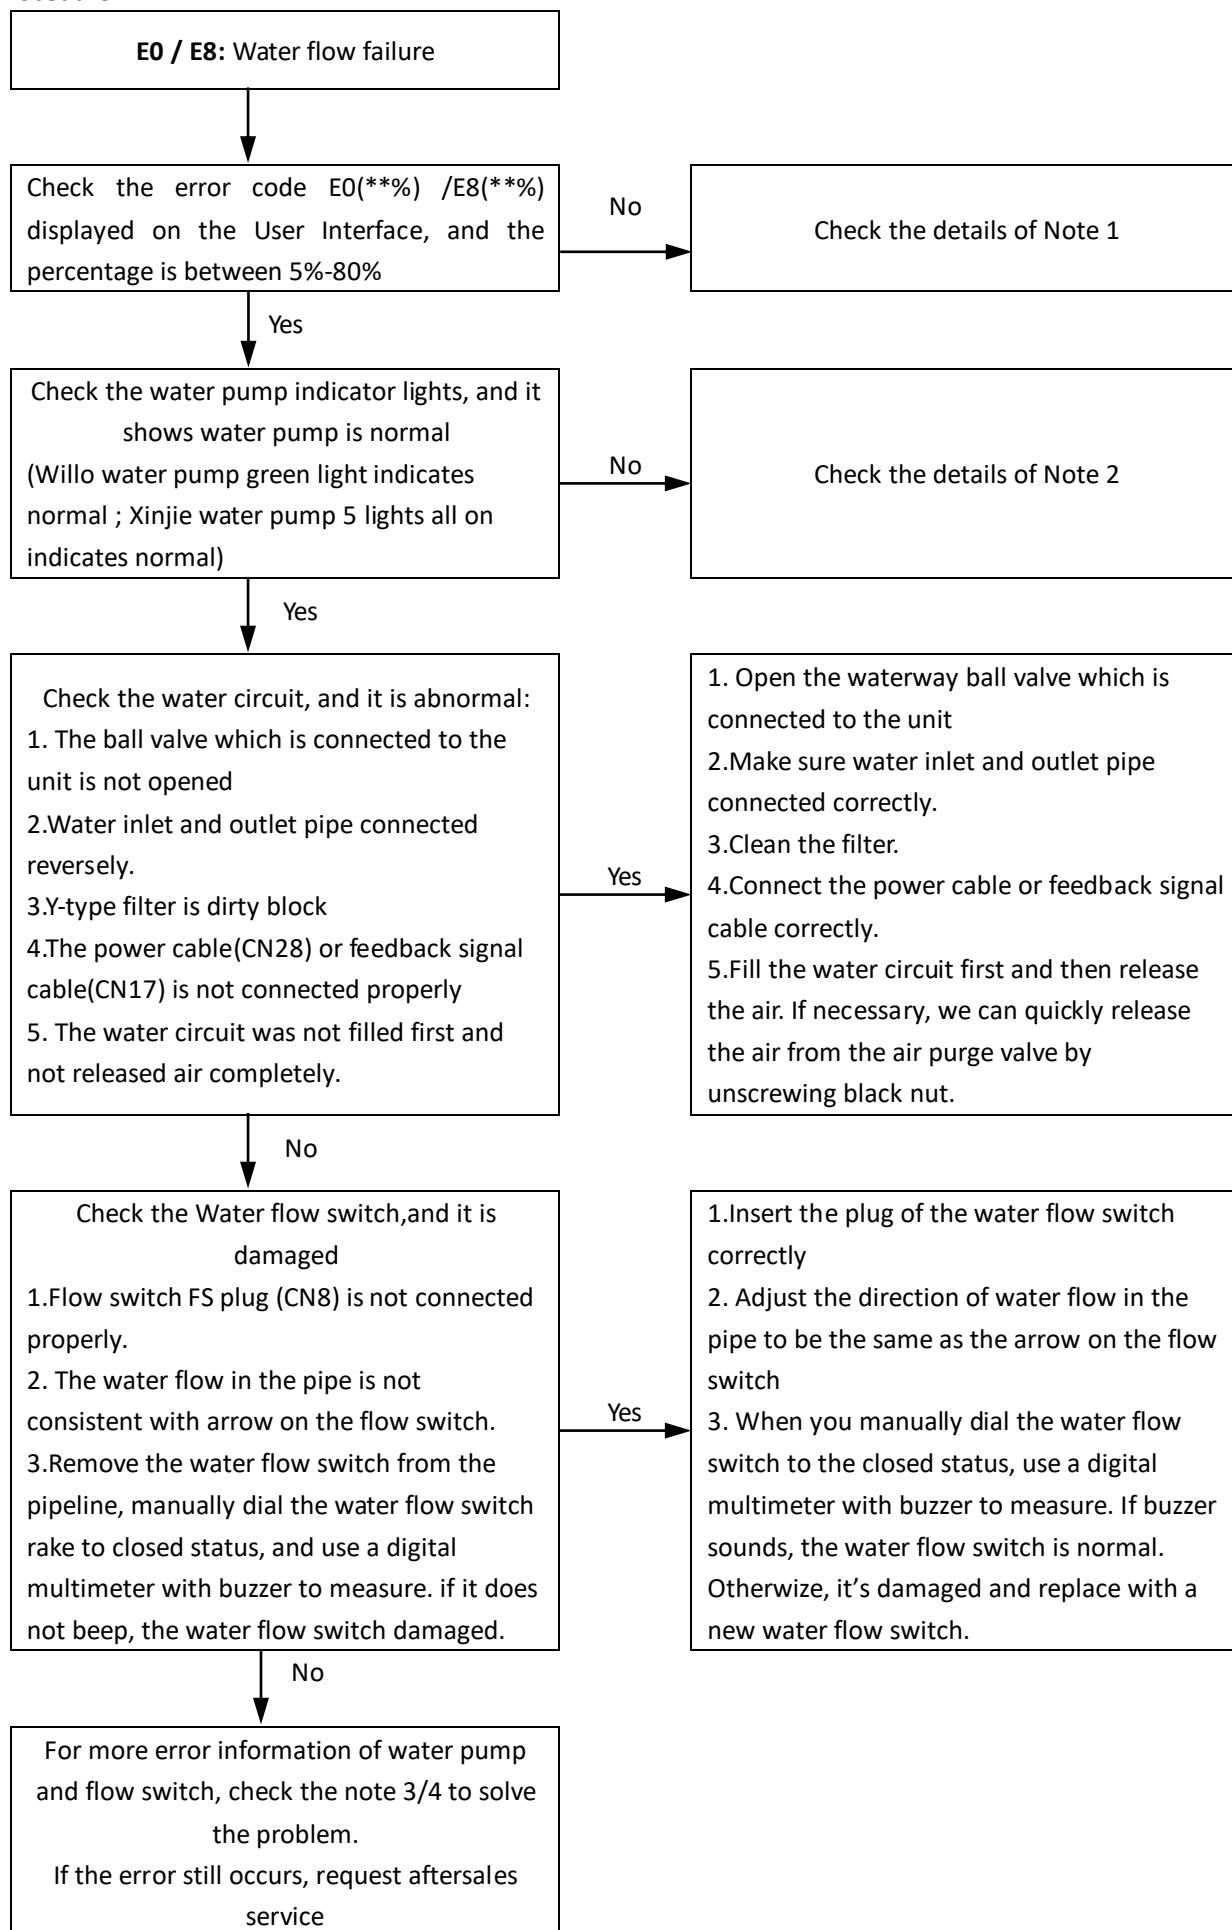 E0 / E8: Water flow failure
Check the error code E0(**%) /E8(**%)
displayed on the User Interface, and the
percentage is between 5%-80%
No
Check the details of Note 1
Yes
Check the water pump indicator lights, and it
shows water pump is normal
(Willo water pump green light indicates
normal ; Xinjie water pump 5 lights all on
indicates normal)
No
Check the details of Note 2
Yes
Check the water circuit, and it is abnormal:
1. The ball valve which is connected to the
unit is not opened
2.Water inlet and outlet pipe connected
reversely.
3.Y-type filter is dirty block
4.The power cable(CN28) or feedback signal
cable(CN17) is not connected properly
5. The water circuit was not filled first and
not released air completely.
Yes
1. Open the waterway ball valve which is
connected to the unit
2.Make sure water inlet and outlet pipe
connected correctly.
3.Clean the filter.
4.Connect the power cable or feedback signal
cable correctly.
5.Fill the water circuit first and then release
the air. If necessary, we can quickly release
the air from the air purge valve by
unscrewing black nut.
No
Check the Water flow switch,and it is
damaged
1.Flow switch FS plug (CN8) is not connected
properly.
2. The water flow in the pipe is not
consistent with arrow on the flow switch.
3.Remove the water flow switch from the
pipeline, manually dial the water flow switch
rake to closed status, and use a digital
multimeter with buzzer to measure. if it does
not beep, the water flow switch damaged.
Yes
1.Insert the plug of the water flow switch
correctly
2. Adjust the direction of water flow in the
pipe to be the same as the arrow on the flow
switch
3. When you manually dial the water flow
switch to the closed status, use a digital
multimeter with buzzer to measure. If buzzer
sounds, the water flow switch is normal.
Otherwize, it’s damaged and replace with a
new water flow switch.
No
For more error information of water pump
and flow switch, check the note 3/4 to solve
the problem.
If the error still occurs, request aftersales
service